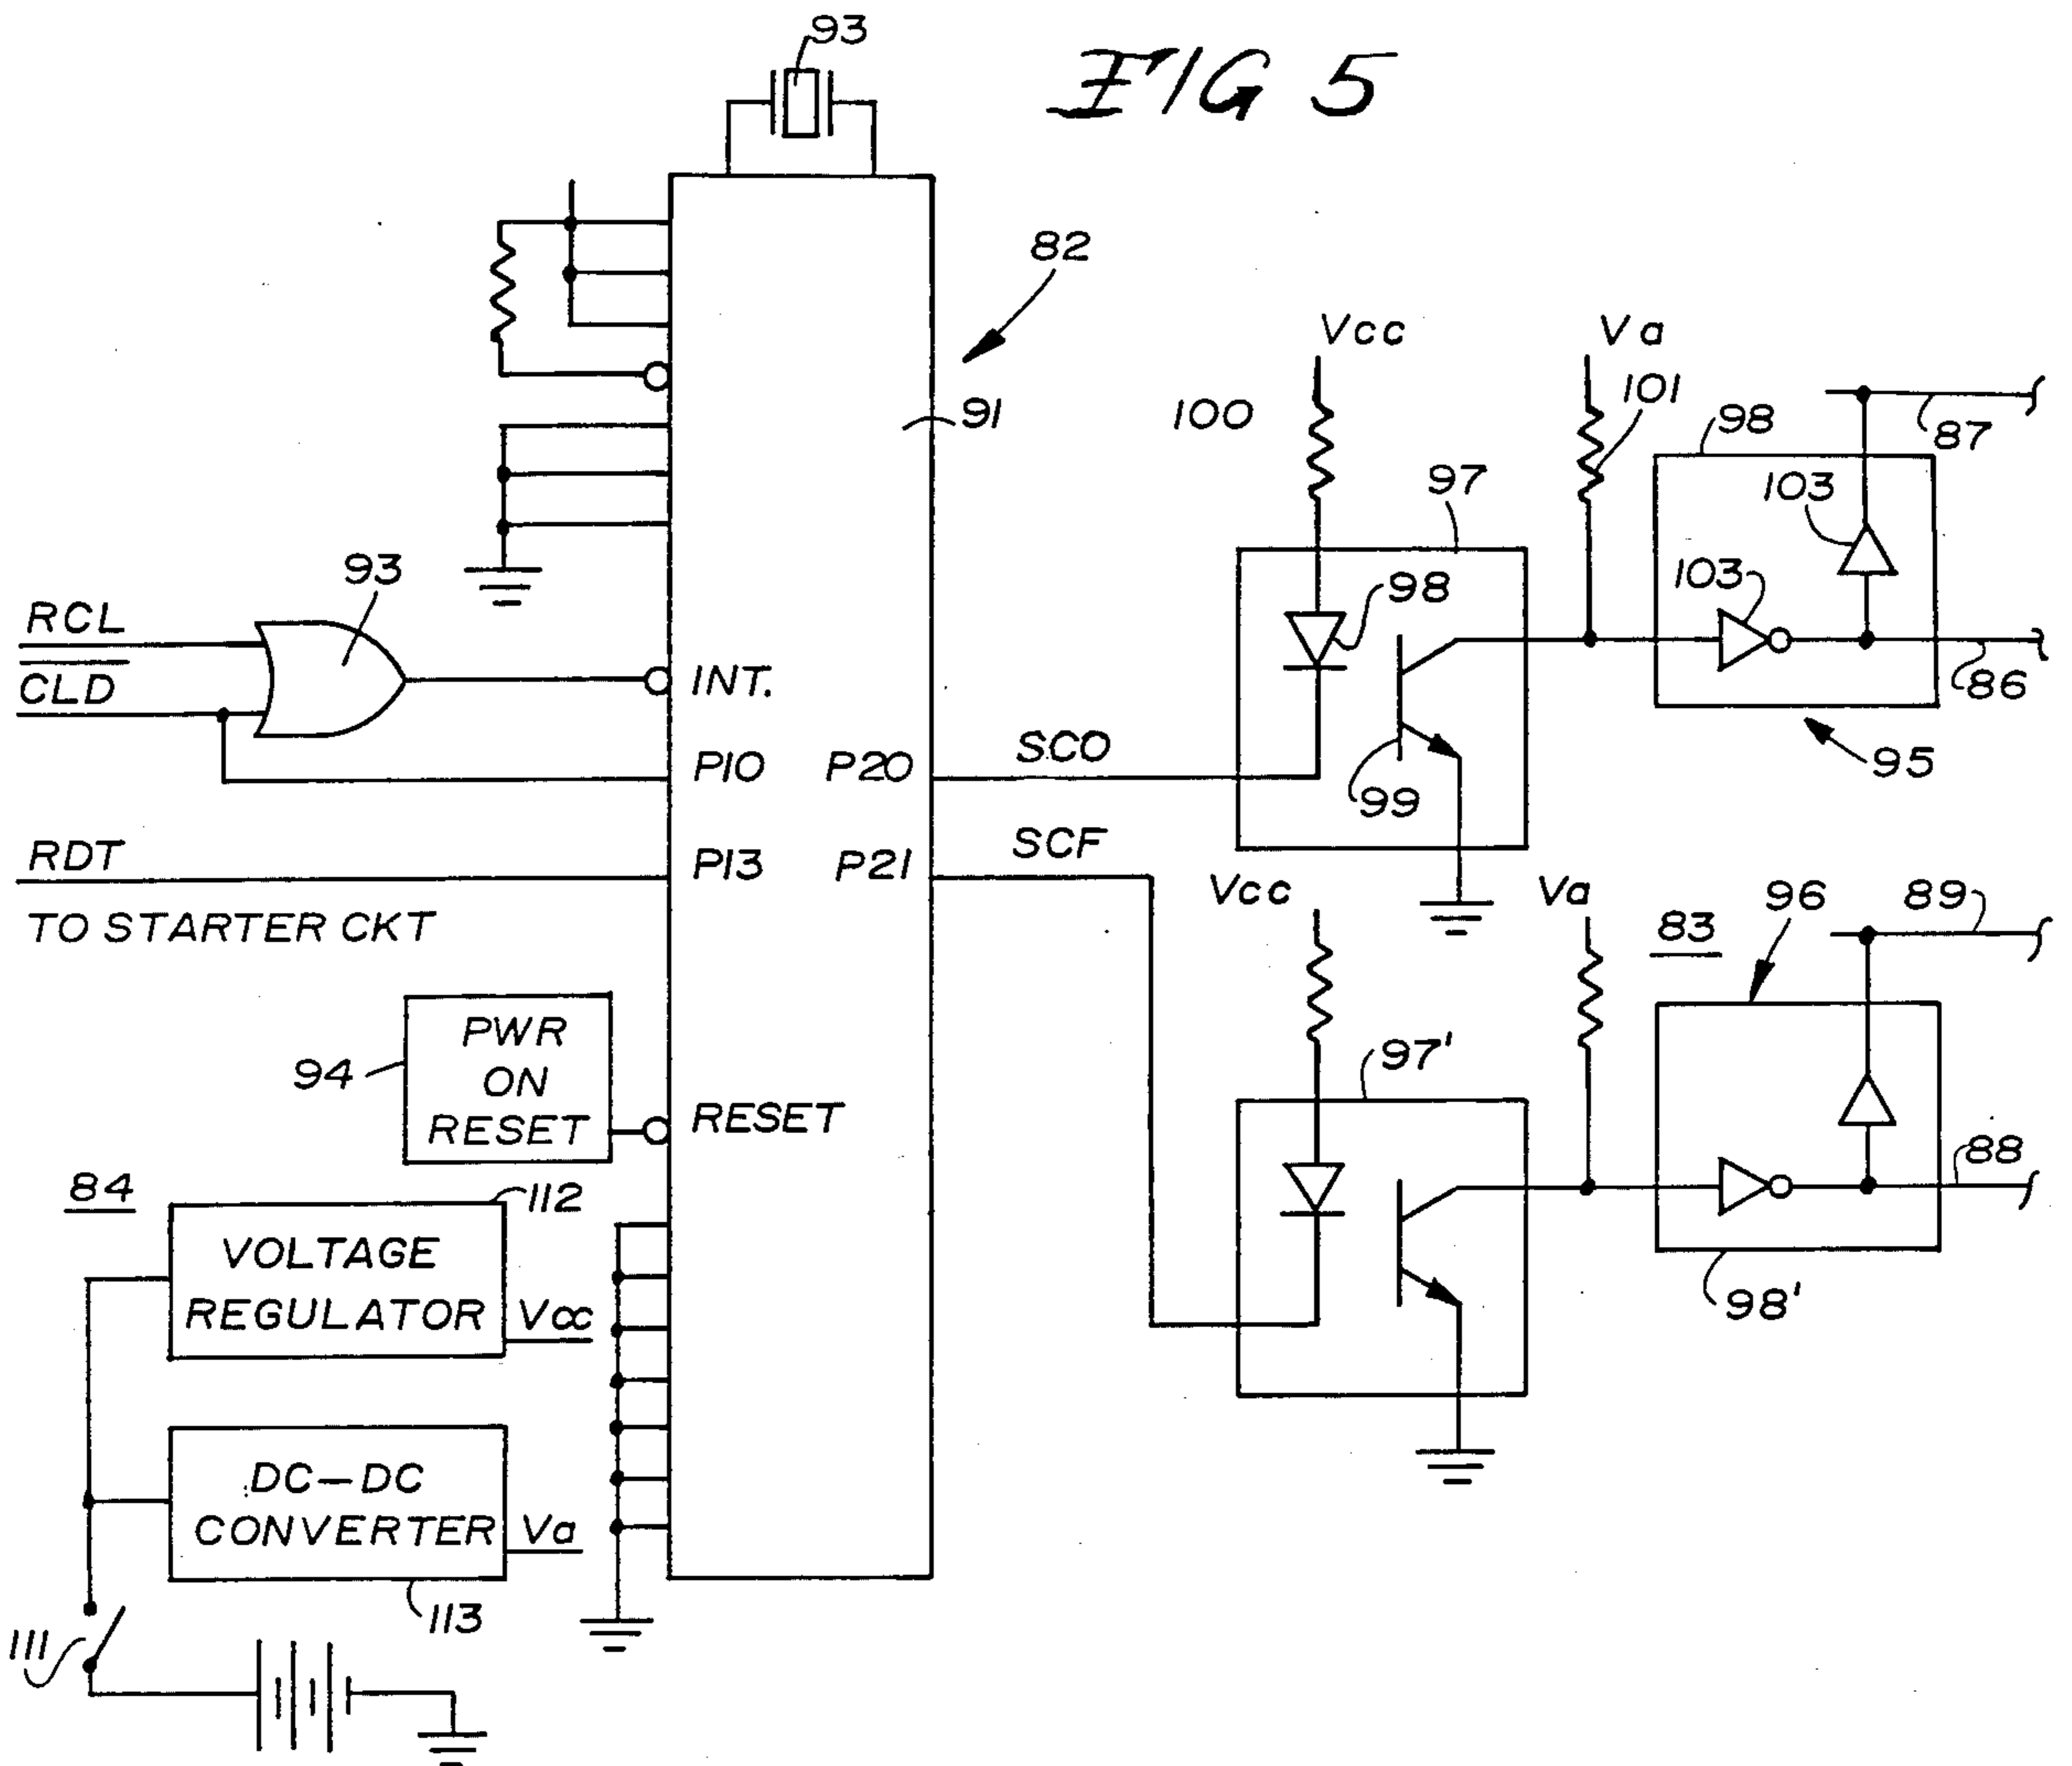 93
FIG 5
82
Vcc
Va
100
101
91
98
87
97
103
98
103
93
RCL
CLD
INT.
86
SCO
95
P10
P20
99
RDT
SCF
P13
P21
Vcc
Va
96
89
83
TO STARTER CKT
PWR
ON
RESET
94
97'
RESET
88
84
112
VOLTAGE
REGULATOR
Vcc
98'
DC-DC
CONVERTER
Va
113
111